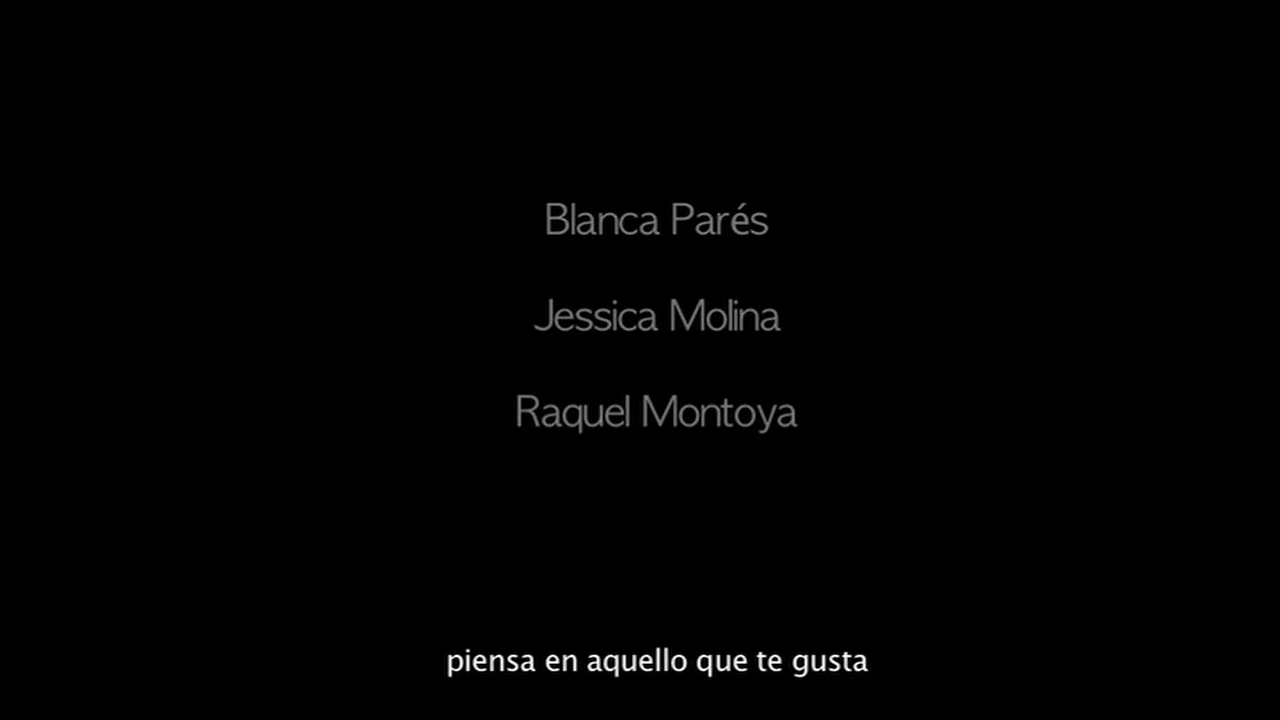 Blanca Parés
Jessica Molina
Raquel Montoya
piensa en aquello que te gusta